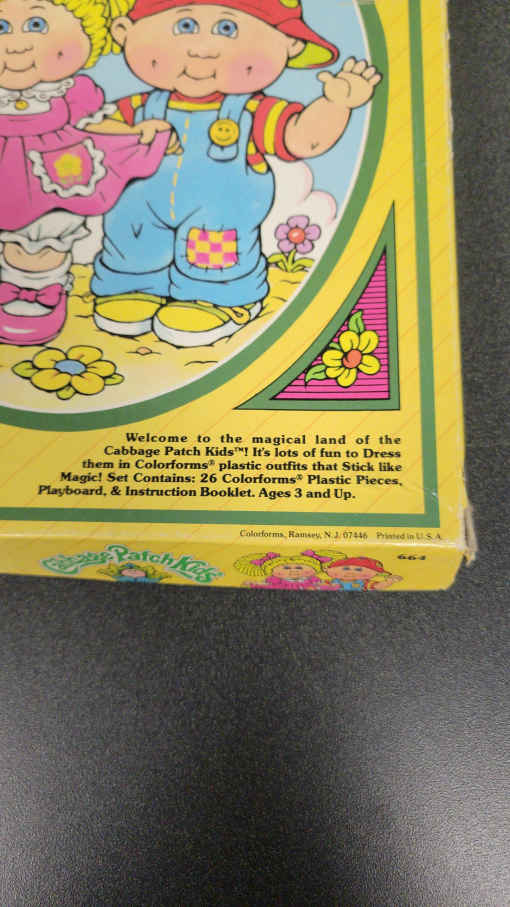 Welcome to the magical land of the
Cabbage Patch Kids™! It's lots of fun to Dress
them in Colorforms® plastic outfits that Stick like
Magic! Set Contains: 26 Colorforms® Plastic Pieces,
Playboard, & Instruction Booklet. Ages 3 and Up.
Colorforms, Ramsey, N.J. 07446 Printed in U.S.A.
Cabbage Patch Kids
664